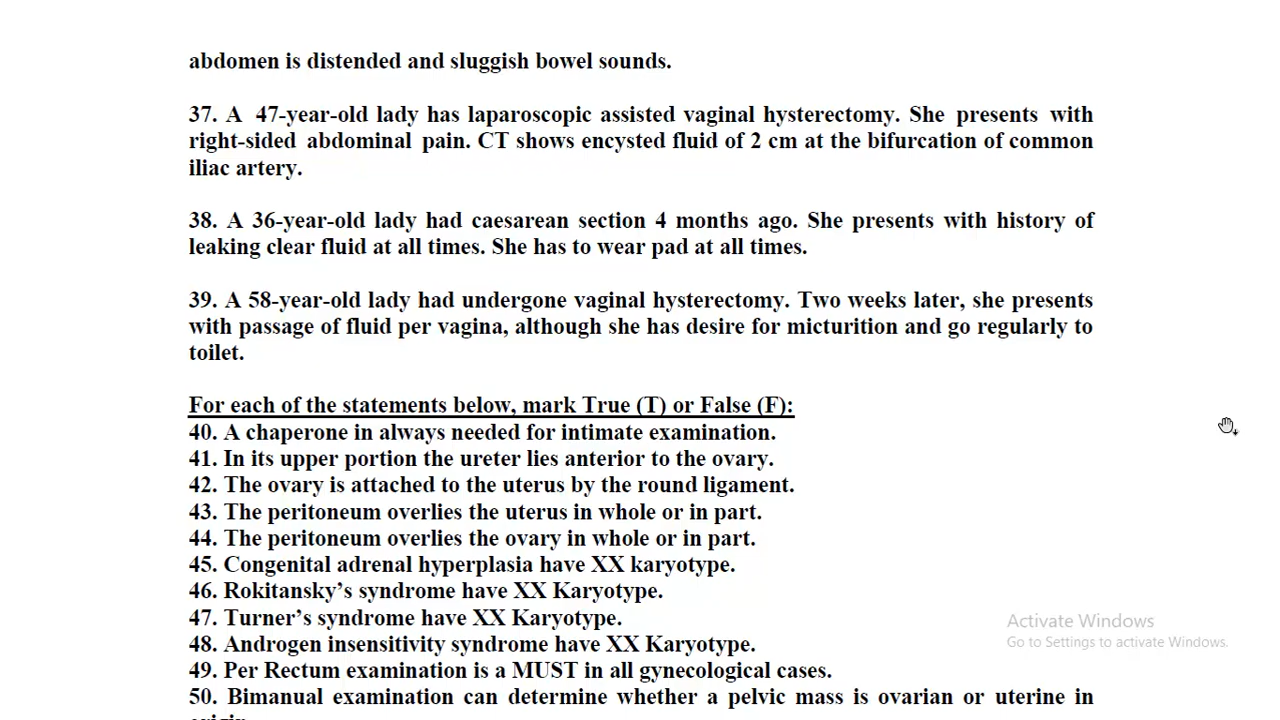 abdomen is distended and sluggish bowel sounds.
37. A 47-year-old lady has laparoscopic assisted vaginal hysterectomy. She presents with
right-sided abdominal pain. CT shows encysted fluid of 2 cm at the bifurcation of common
iliac artery.
38. A 36-year-old lady had caesarean section 4 months ago. She presents with history of
leaking clear fluid at all times. She has to wear pad at all times.
39. A 58-year-old lady had undergone vaginal hysterectomy. Two weeks later, she presents
with passage of fluid per vagina, although she has desire for micturition and go regularly to
toilet.
For each of the statements below, mark True (T) or False (F):
40. A chaperone in always needed for intimate examination.
41. In its upper portion the ureter lies anterior to the ovary.
42. The ovary is attached to the uterus by the round ligament.
43. The peritoneum overlies the uterus in whole or in part.
44. The peritoneum overlies the ovary in whole or in part.
45. Congenital adrenal hyperplasia have XX karyotype.
46. Rokitansky’s syndrome have XX Karyotype.
47. Turner’s syndrome have XX Karyotype.
48. Androgen insensitivity syndrome have XX Karyotype.
49. Per Rectum examination is a MUST in all gynecological cases.
50. Bimanual examination can determine whether a pelvic mass is ovarian or uterine in
Activate Windows
Go to Settings to activate Windows.